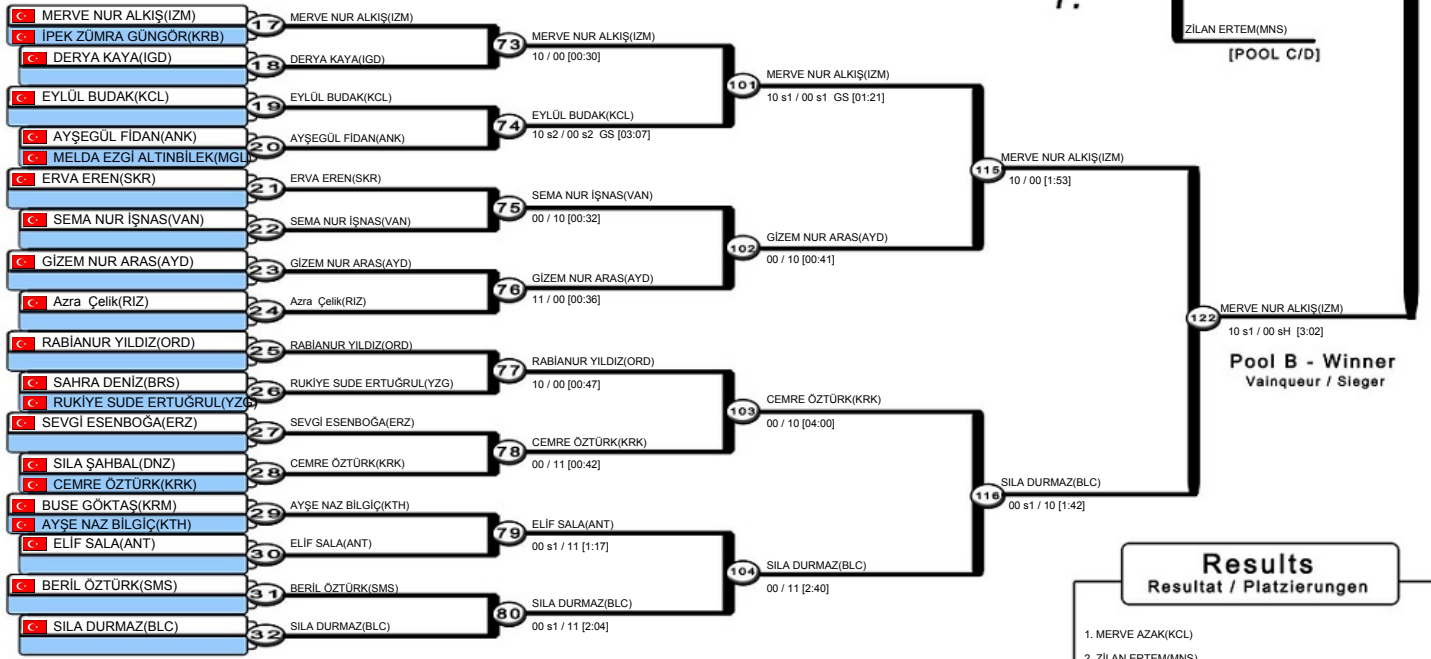 1.
ZİLAN ERTEM(MNS)
[POOL C/D]
MERVE NUR ALKIŞ(IZM)
İPEK ZÜMRA GÜNGÖR(KRB)
17
MERVE NUR ALKIŞ(IZM)
DERYA KAYA(IGD)
18
DERYA KAYA(IGD)
73
MERVE NUR ALKIŞ(IZM)
10 / 00 [00:30]
EYLÜL BUDAK(KCL)
19
EYLÜL BUDAK(KCL)
AYŞEGÜL FİDAN(ANK)
MELDA EZGİ ALTINBİLEK(MGL)
20
AYŞEGÜL FİDAN(ANK)
74
EYLÜL BUDAK(KCL)
10 s2 / 00 s2 GS [03:07]
101
MERVE NUR ALKIŞ(IZM)
10 s1 / 00 s1 GS [01:21]
ERVA EREN(SKR)
21
ERVA EREN(SKR)
SEMA NUR İŞNAS(VAN)
22
SEMA NUR İŞNAS(VAN)
75
SEMA NUR İŞNAS(VAN)
00 / 10 [00:32]
GİZEM NUR ARAS(AYD)
23
GİZEM NUR ARAS(AYD)
Azra Çelik(RIZ)
24
Azra Çelik(RIZ)
76
GİZEM NUR ARAS(AYD)
11 / 00 [00:36]
102
GİZEM NUR ARAS(AYD)
00 / 10 [00:41]
115
MERVE NUR ALKIŞ(IZM)
10 / 00 [1:53]
RABİANUR YILDIZ(ORD)
25
RABİANUR YILDIZ(ORD)
SAHRA DENİZ(BRS)
RUKİYE SUDE ERTUĞRUL(YZG)
26
RUKİYE SUDE ERTUĞRUL(YZG)
77
RABİANUR YILDIZ(ORD)
10 / 00 [00:47]
SEVGİ ESENBOĞA(ERZ)
27
SEVGİ ESENBOĞA(ERZ)
SILA ŞAHBAL(DNZ)
CEMRE ÖZTÜRK(KRK)
28
CEMRE ÖZTÜRK(KRK)
78
CEMRE ÖZTÜRK(KRK)
00 / 11 [00:42]
103
CEMRE ÖZTÜRK(KRK)
00 / 10 [04:00]
BUSE GÖKTAŞ(KRM)
AYŞE NAZ BİLGİÇ(KTH)
29
AYŞE NAZ BİLGİÇ(KTH)
ELİF SALA(ANT)
30
ELİF SALA(ANT)
79
ELİF SALA(ANT)
00 s1 / 11 [1:17]
BERİL ÖZTÜRK(SMS)
31
BERİL ÖZTÜRK(SMS)
SILA DURMAZ(BLC)
32
SILA DURMAZ(BLC)
80
SILA DURMAZ(BLC)
00 s1 / 11 [2:04]
104
SILA DURMAZ(BLC)
00 / 11 [2:40]
116
SILA DURMAZ(BLC)
00 s1 / 10 [1:42]
122
MERVE NUR ALKIŞ(IZM)
10 s1 / 00 sH [3:02]
Pool B - Winner
Vainqueur / Sieger
Results
Resultat / Platzierungen
1. MERVE AZAK(KCL)
2. ZİLAN ERTEM(MNS)